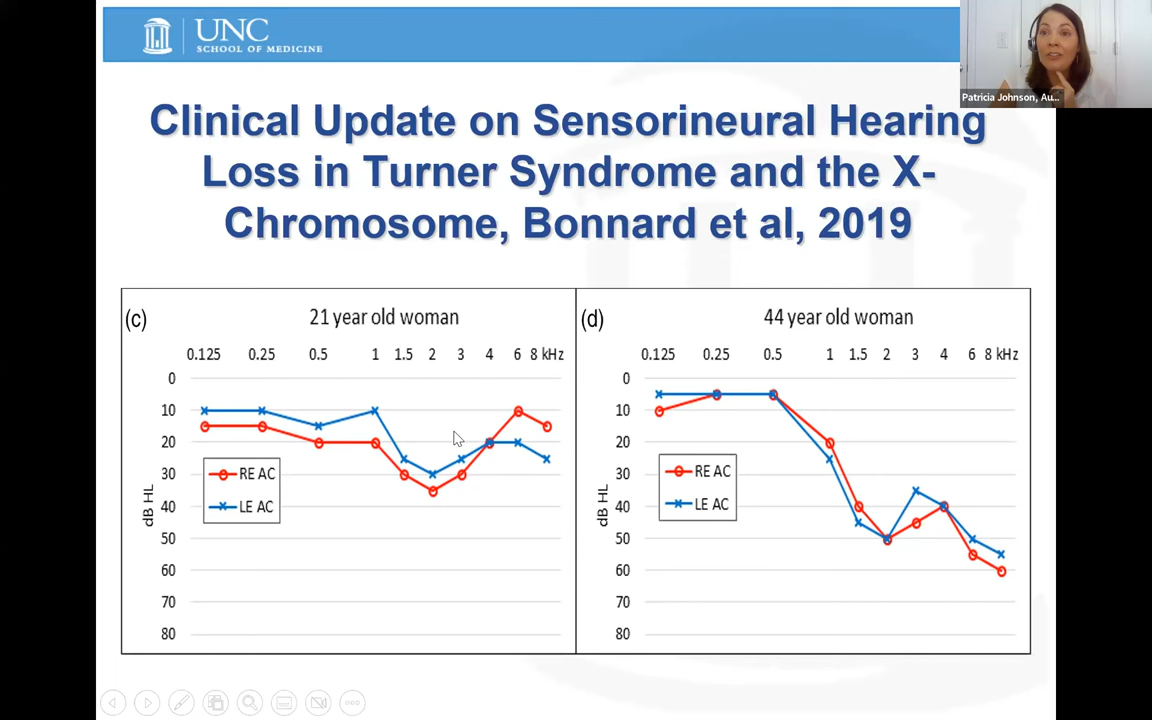 UNC
SCHOOL OF MEDICINE
Patricia Johnson, Au...
Clinical Update on Sensorineural Hearing
Loss in Turner Syndrome and the X-
Chromosome, Bonnard et al, 2019
(c)
21 year old woman
0.125 0.25 0.5 1 1.5 2 3 4 6 8 kHz
0
10
20
30
40
50
60
70
80
dB HL
RE AC
LE AC
(d)
44 year old woman
0.125 0.25 0.5 1 1.5 2 3 4 6 8 kHz
0
10
20
30
40
50
60
70
80
dB HL
RE AC
LE AC